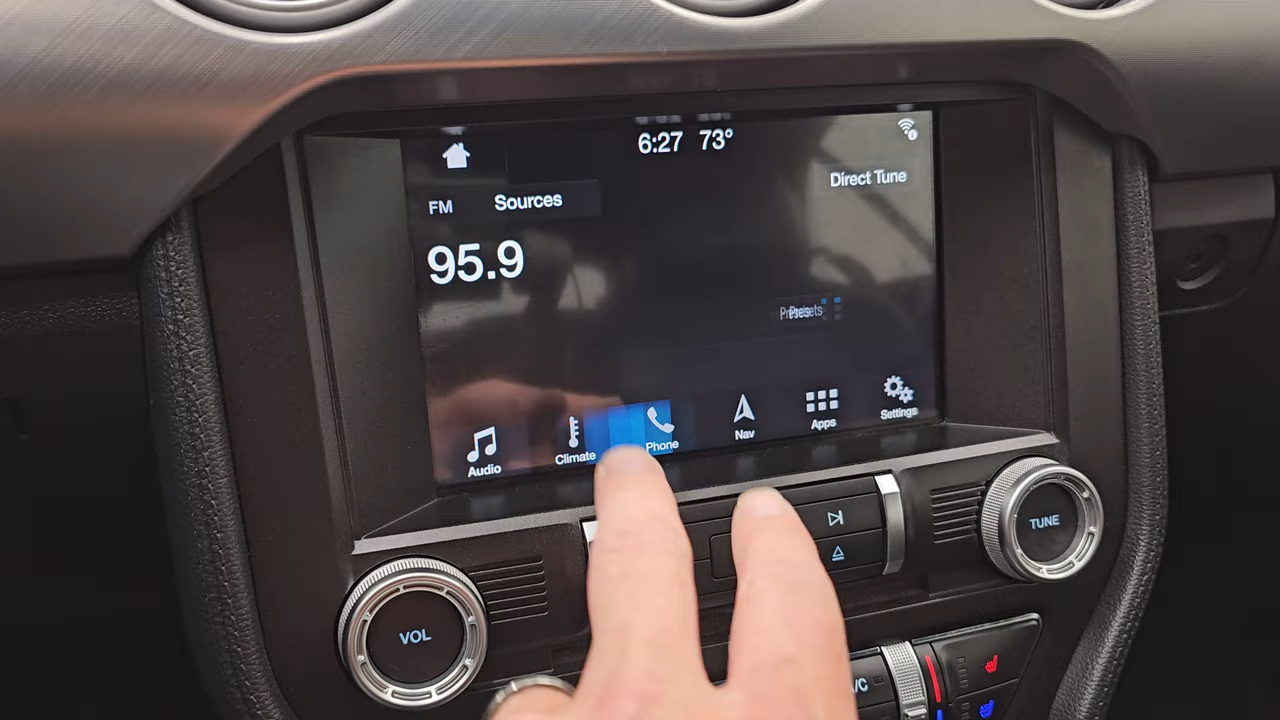 6:27 73°
Direct Tune
FM Sources
95.9
Presets
Audio Climate Phone Nav Apps Settings
TUNE
VOL
/C